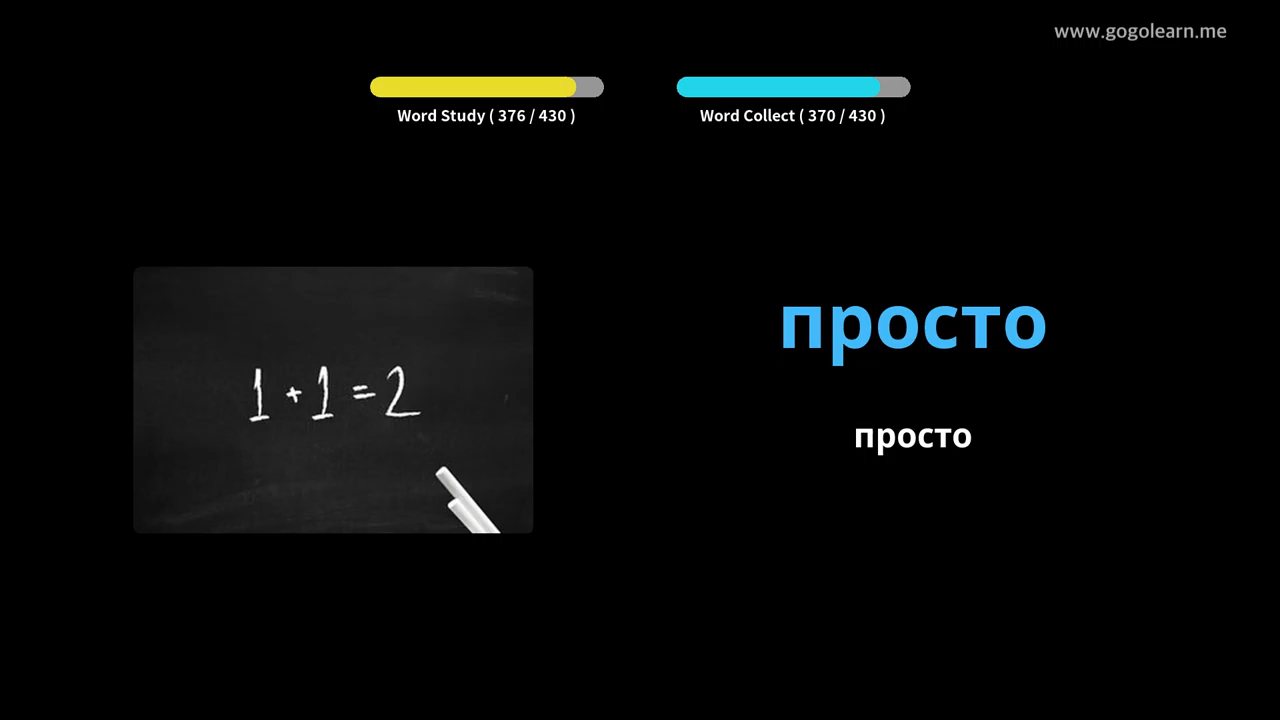 www.gogolearn.me
Word Study ( 376 / 430 )
Word Collect ( 370 / 430 )
1 + 1 = 2
просто
просто